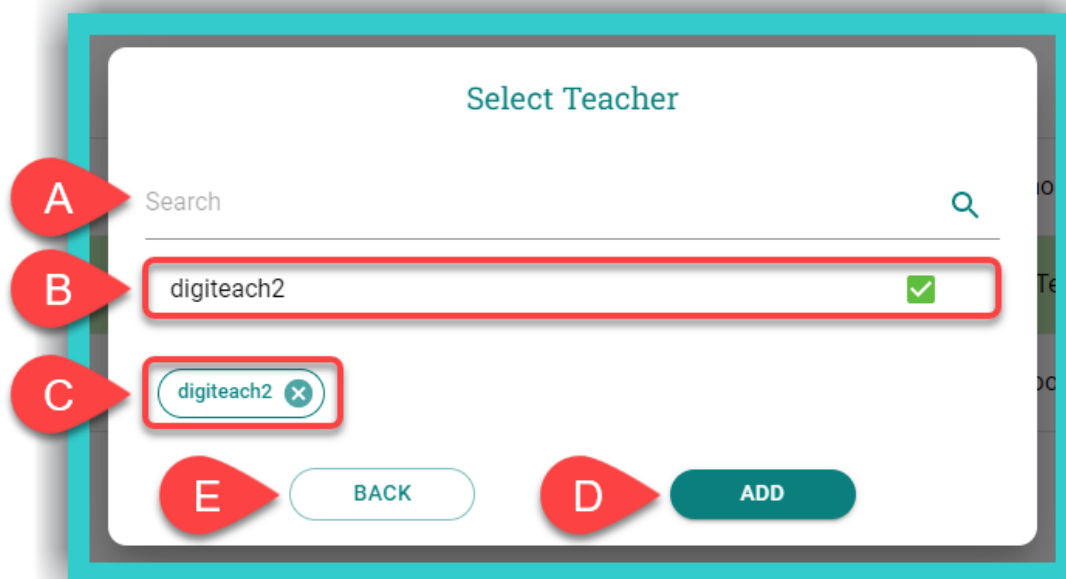 Select Teacher
A
Search
B
digiteach2
C
digiteach2
E
BACK
D
ADD